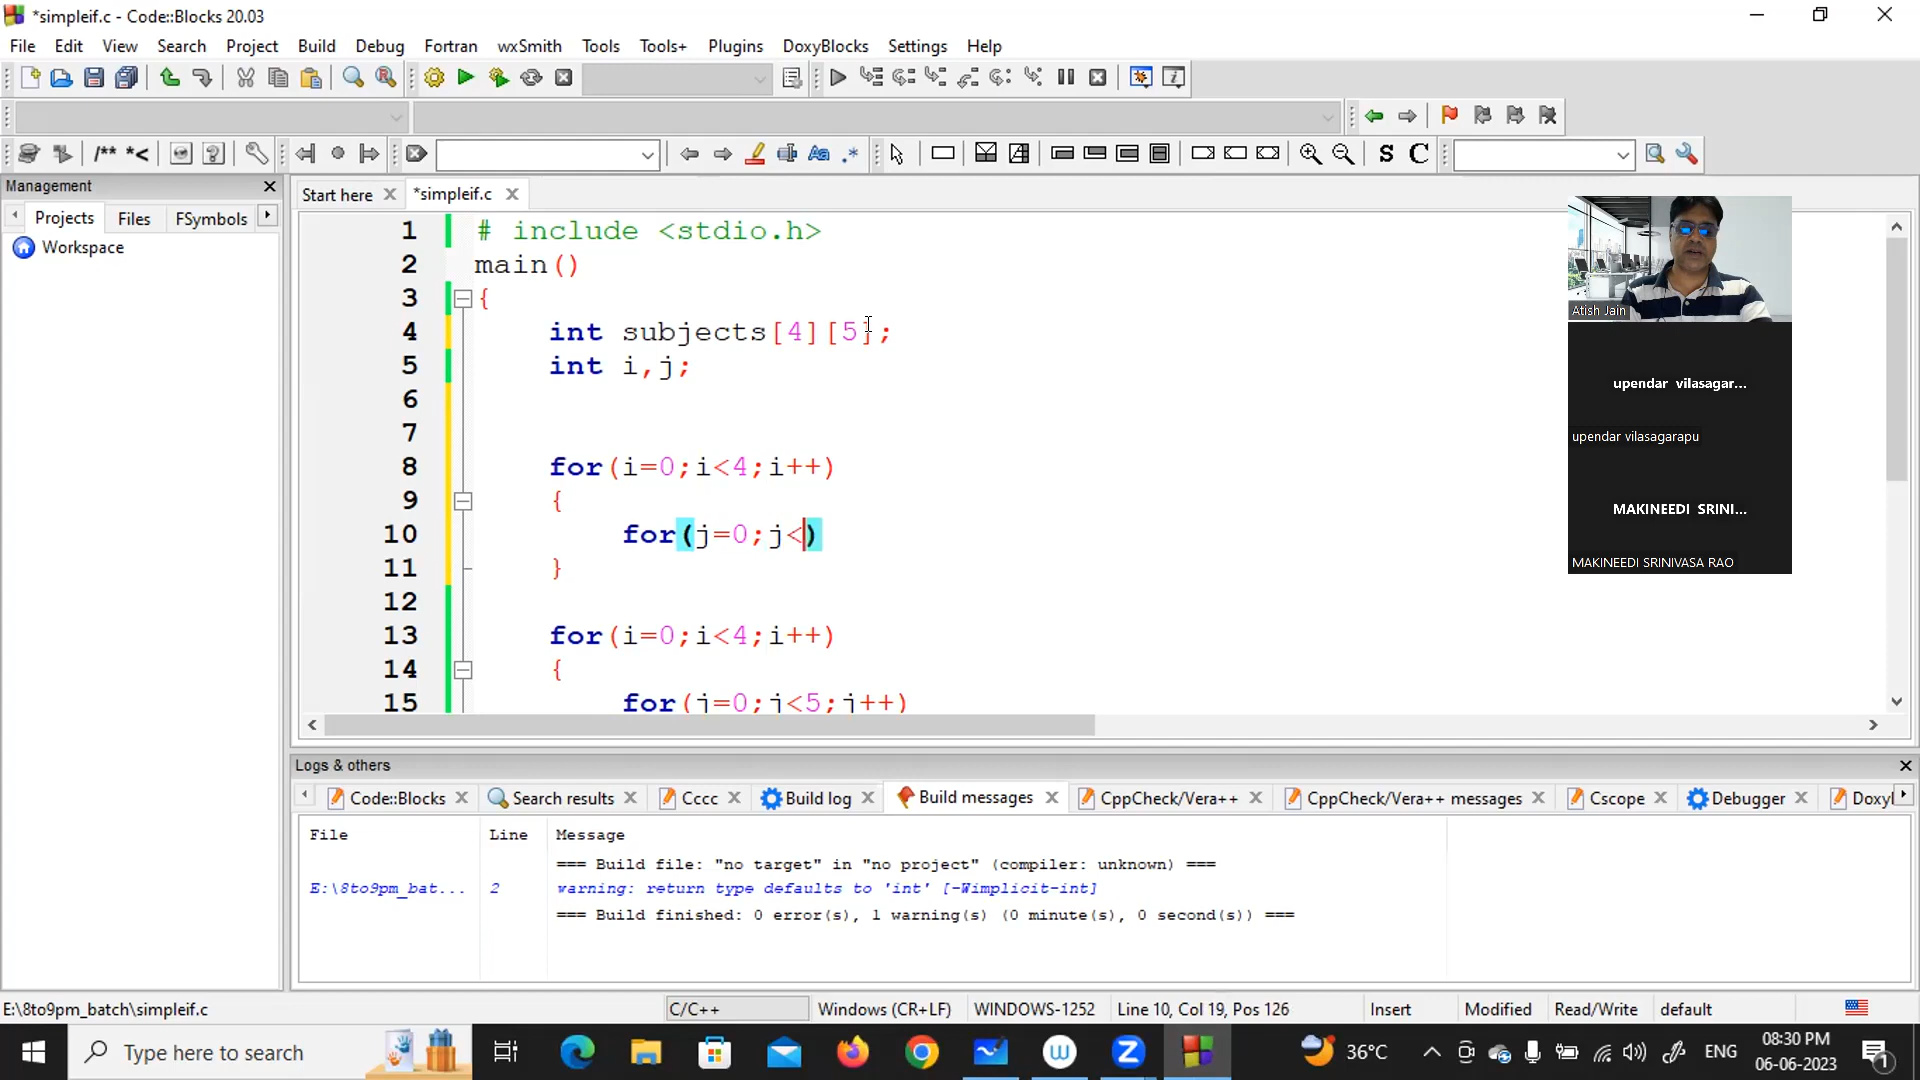 *simpleif.c - Code::Blocks 20.03
File Edit View Search Project Build Debug Fortran wxSmith Tools Tools+ Plugins DoxyBlocks Settings Help
/** *<
Aa .*
S C
Management
Projects Files FSymbols
Workspace
Start here *simpleif.c
1 # include <stdio.h>
2 main()
3 {
4 int subjects[4][5];
5 int i,j;
6
7
8 for(i=0;i<4;i++)
9 {
10 for(j=0;j<)
11 }
12
13 for(i=0;i<4;i++)
14 {
15 for(j=0;j<5;j++)
Atish Jain
upendar vilasagar...
upendar vilasagarapu
MAKINEEDI SRINI...
MAKINEEDI SRINIVASA RAO
Logs & others
Code::Blocks Search results Cccc Build log Build messages CppCheck/Vera++ CppCheck/Vera++ messages Cscope Debugger Doxyl
File Line Message
=== Build file: "no target" in "no project" (compiler: unknown) ===
E:\8to9pm_bat... 2 warning: return type defaults to 'int' [-Wimplicit-int]
=== Build finished: 0 error(s), 1 warning(s) (0 minute(s), 0 second(s)) ===
E:\8to9pm_batch\simpleif.c C/C++ Windows (CR+LF) WINDOWS-1252 Line 10, Col 19, Pos 126 Insert Modified Read/Write default
Type here to search
36°C ENG
08:30 PM
06-06-2023
1